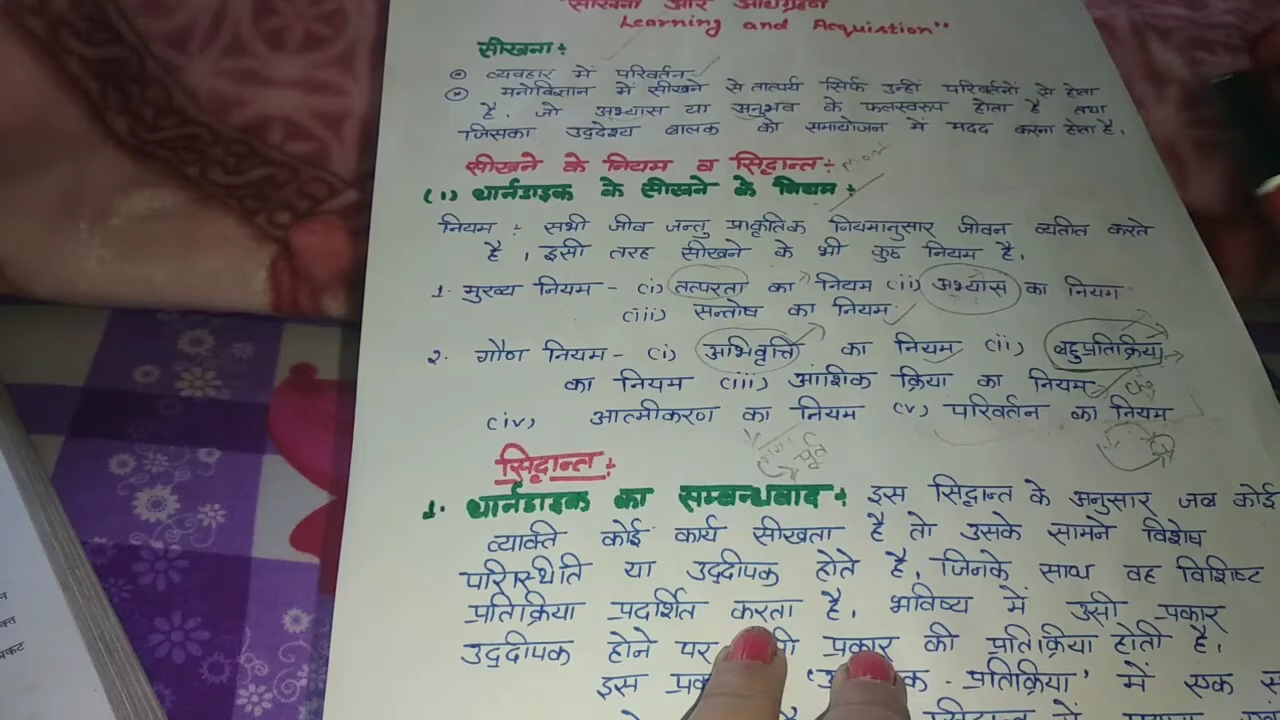 "सीखना और अधिग्रहण
Learning and Acquistion"
सीखना :
व्यवहार में परिवर्तन
मनोविज्ञान में सीखने से तात्पर्य सिर्फ उन्हीं परिवर्तनों से होता
है, जो अभ्यास या अनुभव के फलस्वरूप होता है तथा
जिसका उद्देश्य बालक को समायोजन में मदद करना होता है.
सीखने के नियम व सिद्धान्त :
(i) थार्नडाइक के सीखने के नियम :
नियम : सभी जीव जन्तु प्राकृतिक नियमानुसार जीवन व्यतीत करते
है, इसी तरह सीखने के भी कुछ नियम है.
1. मुख्य नियम - (i) तत्परता का नियम (ii) अभ्यास का नियम
(iii) सन्तोष का नियम
२. गौण नियम - (i) अभिवृत्ति का नियम (ii) बहुप्रतिक्रिया
का नियम (iii) आंशिक क्रिया का नियम
(iv) आत्मीकरण का नियम (v) परिवर्तन का नियम
सिद्धान्त :
1. थार्नडाइक का सम्बन्धवाद : इस सिद्धान्त के अनुसार जब कोई
व्यक्ति कोई कार्य सीखता है तो उसके सामने विशेष
परिस्थिति या उद्दीपक होते है, जिनके साथ वह विशिष्ट
प्रतिक्रिया प्रदर्शित करता है. भविष्य में उसी प्रकार
उद्दीपक होने पर प्रकार की प्रतिक्रिया होती है.
इस प्रतिक्रिया' में एक